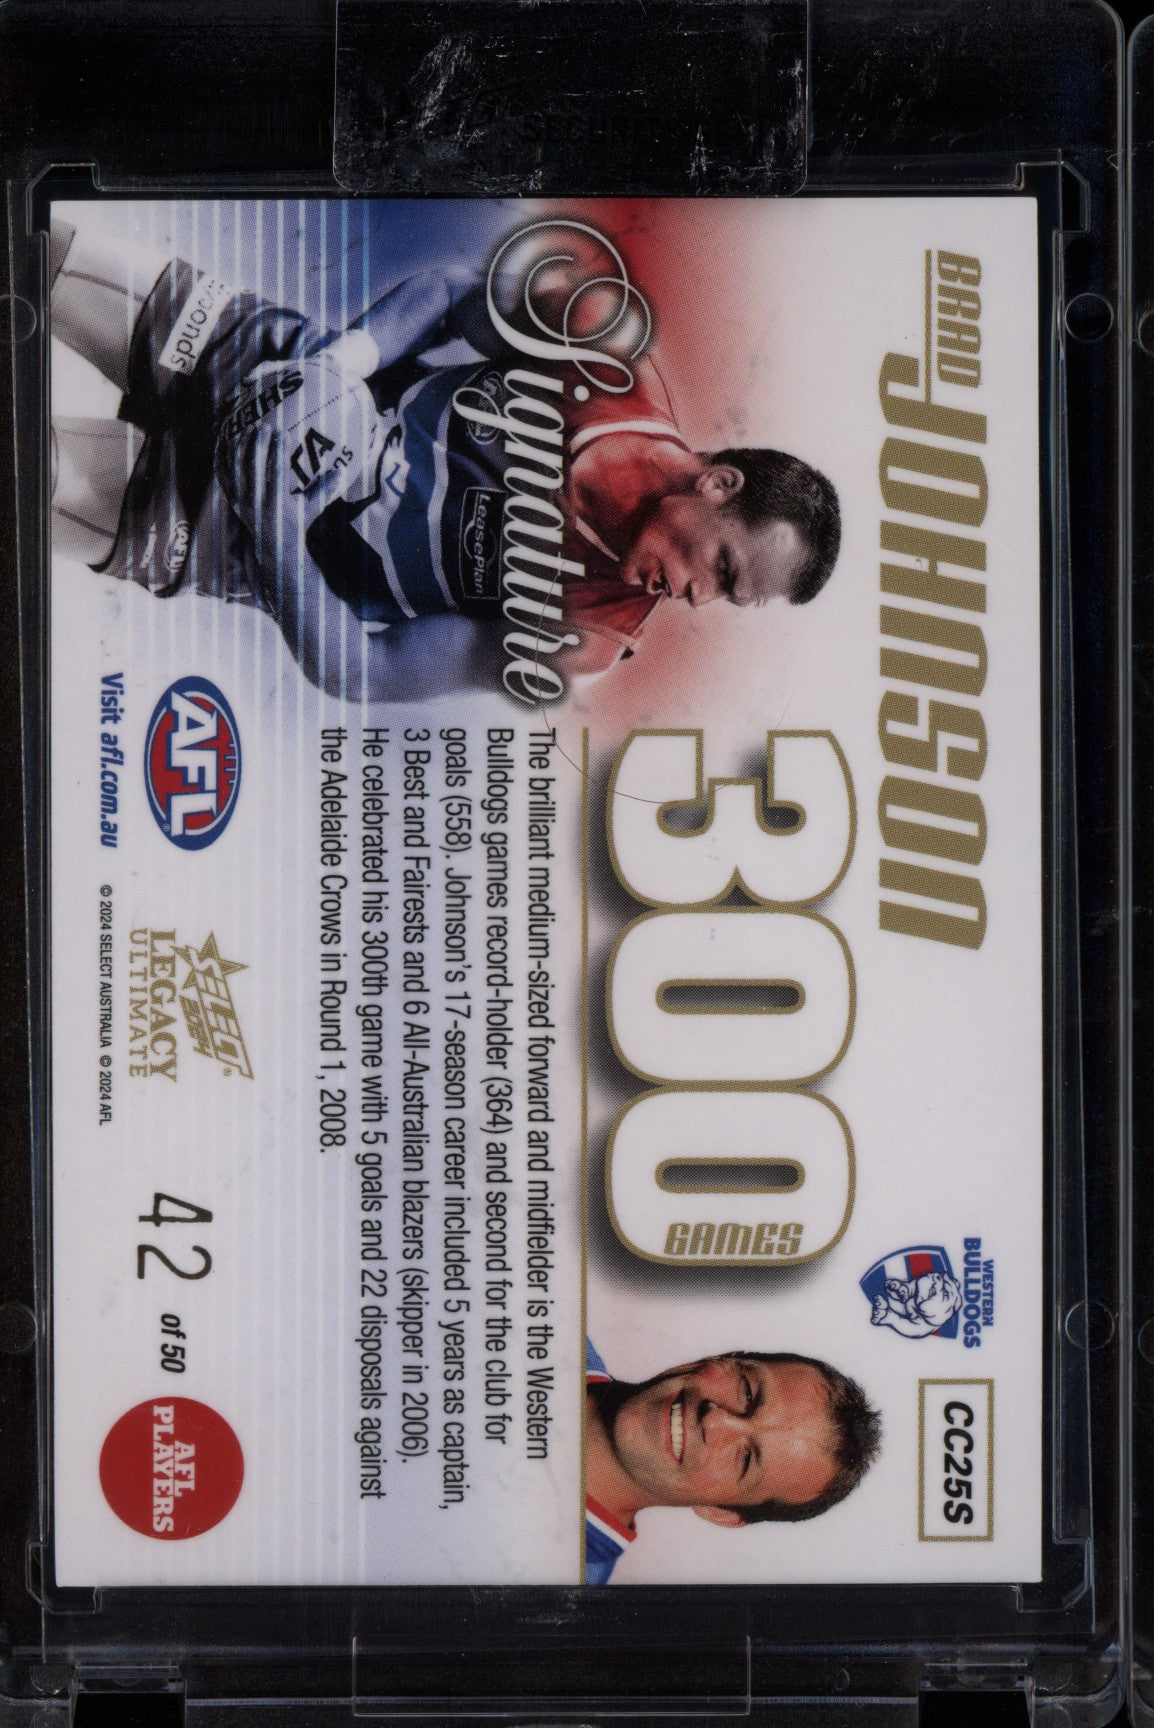 SECURITY
BRAD
JOHNSON
WESTERN
BULLDOGS
CC25S
300
GAMES
Signature
LeasePlan
SHER
The brilliant medium-sized forward and midfielder is the Western
Bulldogs games record-holder (364) and second for the club for
goals (558). Johnson's 17-season career included 5 years as captain,
3 Best and Fairests and 6 All-Australian blazers (skipper in 2006).
He celebrated his 300th game with 5 goals and 22 disposals against
the Adelaide Crows in Round 1, 2008.
AFL
Visit afl.com.au
SELECT
2024
LEGACY
ULTIMATE
© 2024 SELECT AUSTRALIA © 2024 AFL
42 of 50
AFL
PLAYERS